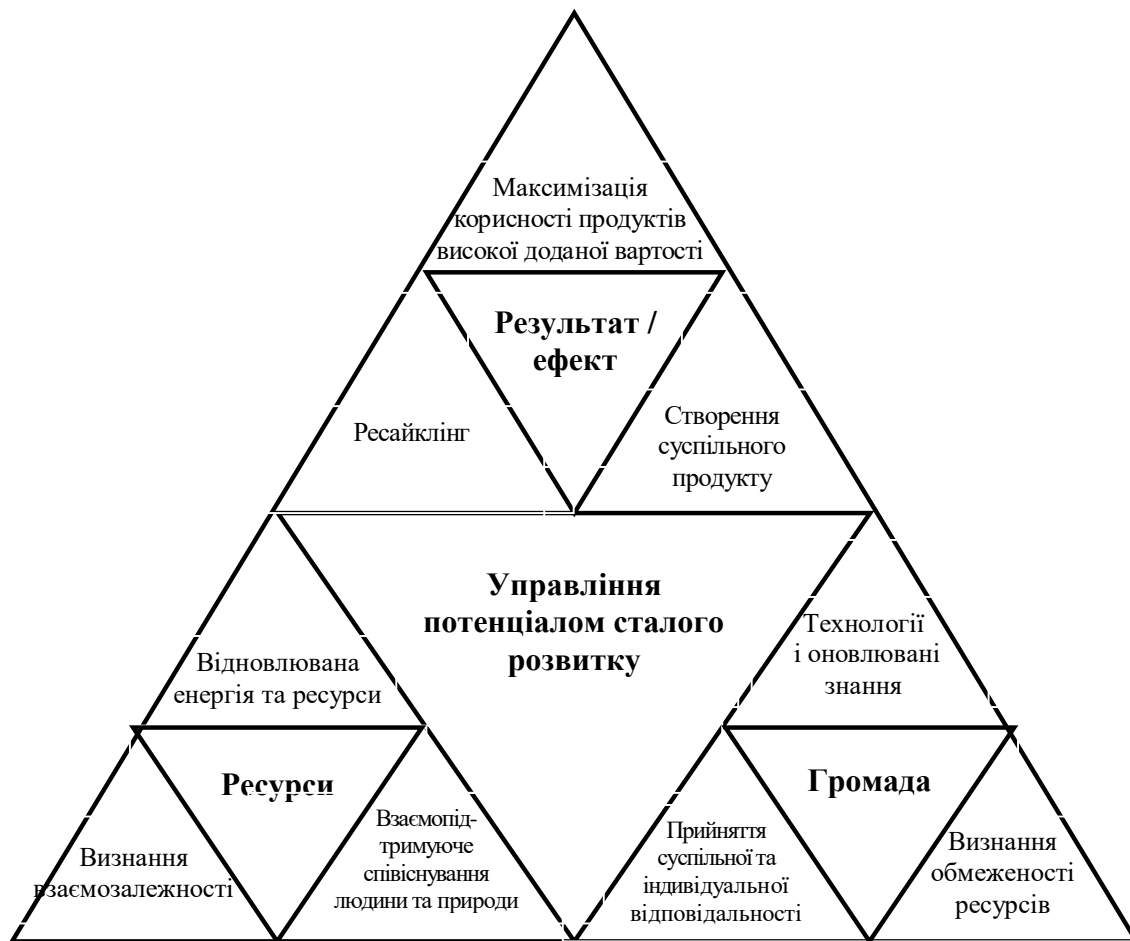 Максимізація
корисності продуктів
високої доданої вартості
Результат /
ефект
Ресайклінг
Створення
суспільного
продукту
Управління
потенціалом сталого
розвитку
Відновлювана
енергія та ресурси
Технології
і оновлювані
знання
Ресурси
Громада
Визнання
взаємозалежності
Взаємопід-
тримуюче
співіснування
людини та природи
Прийняття
суспільної та
індивідуальної
відповідальності
Визнання
обмеженості
ресурсів